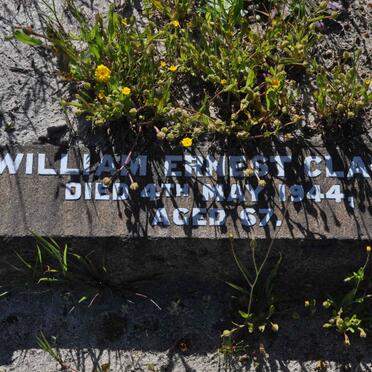 WILLIAM ERNEST CLA
DIED 4TH MAY 1944,
AGED 67.